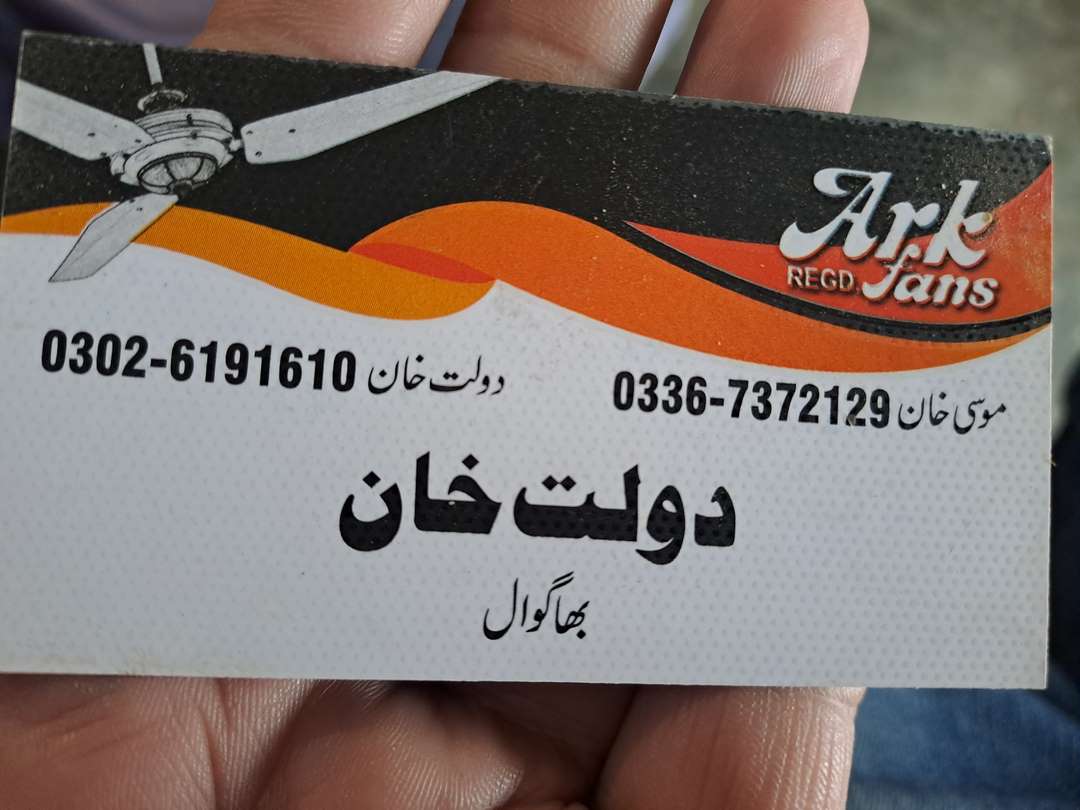 Ark
REGD. fans
0302-6191610 دولت خان
0336-7372129 موسی خان
دولت خان
بھاگوال